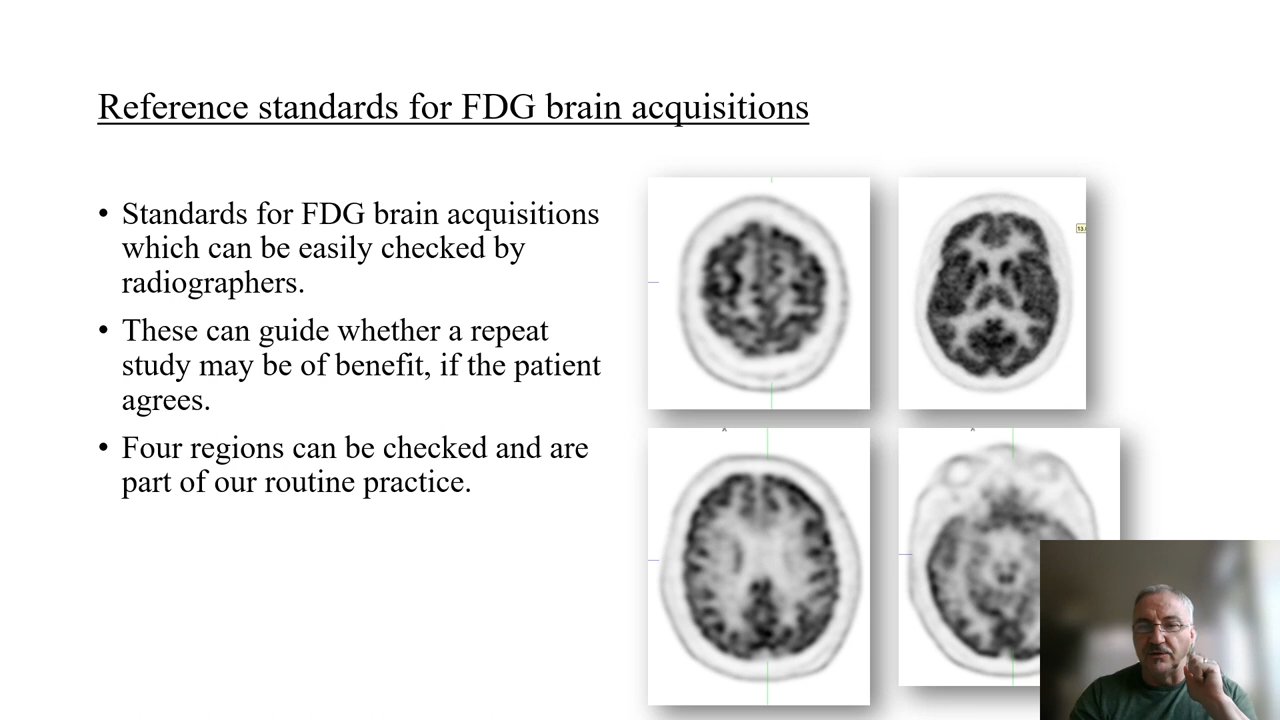 Reference standards for FDG brain acquisitions
• Standards for FDG brain acquisitions
which can be easily checked by
radiographers.
• These can guide whether a repeat
study may be of benefit, if the patient
agrees.
• Four regions can be checked and are
part of our routine practice.